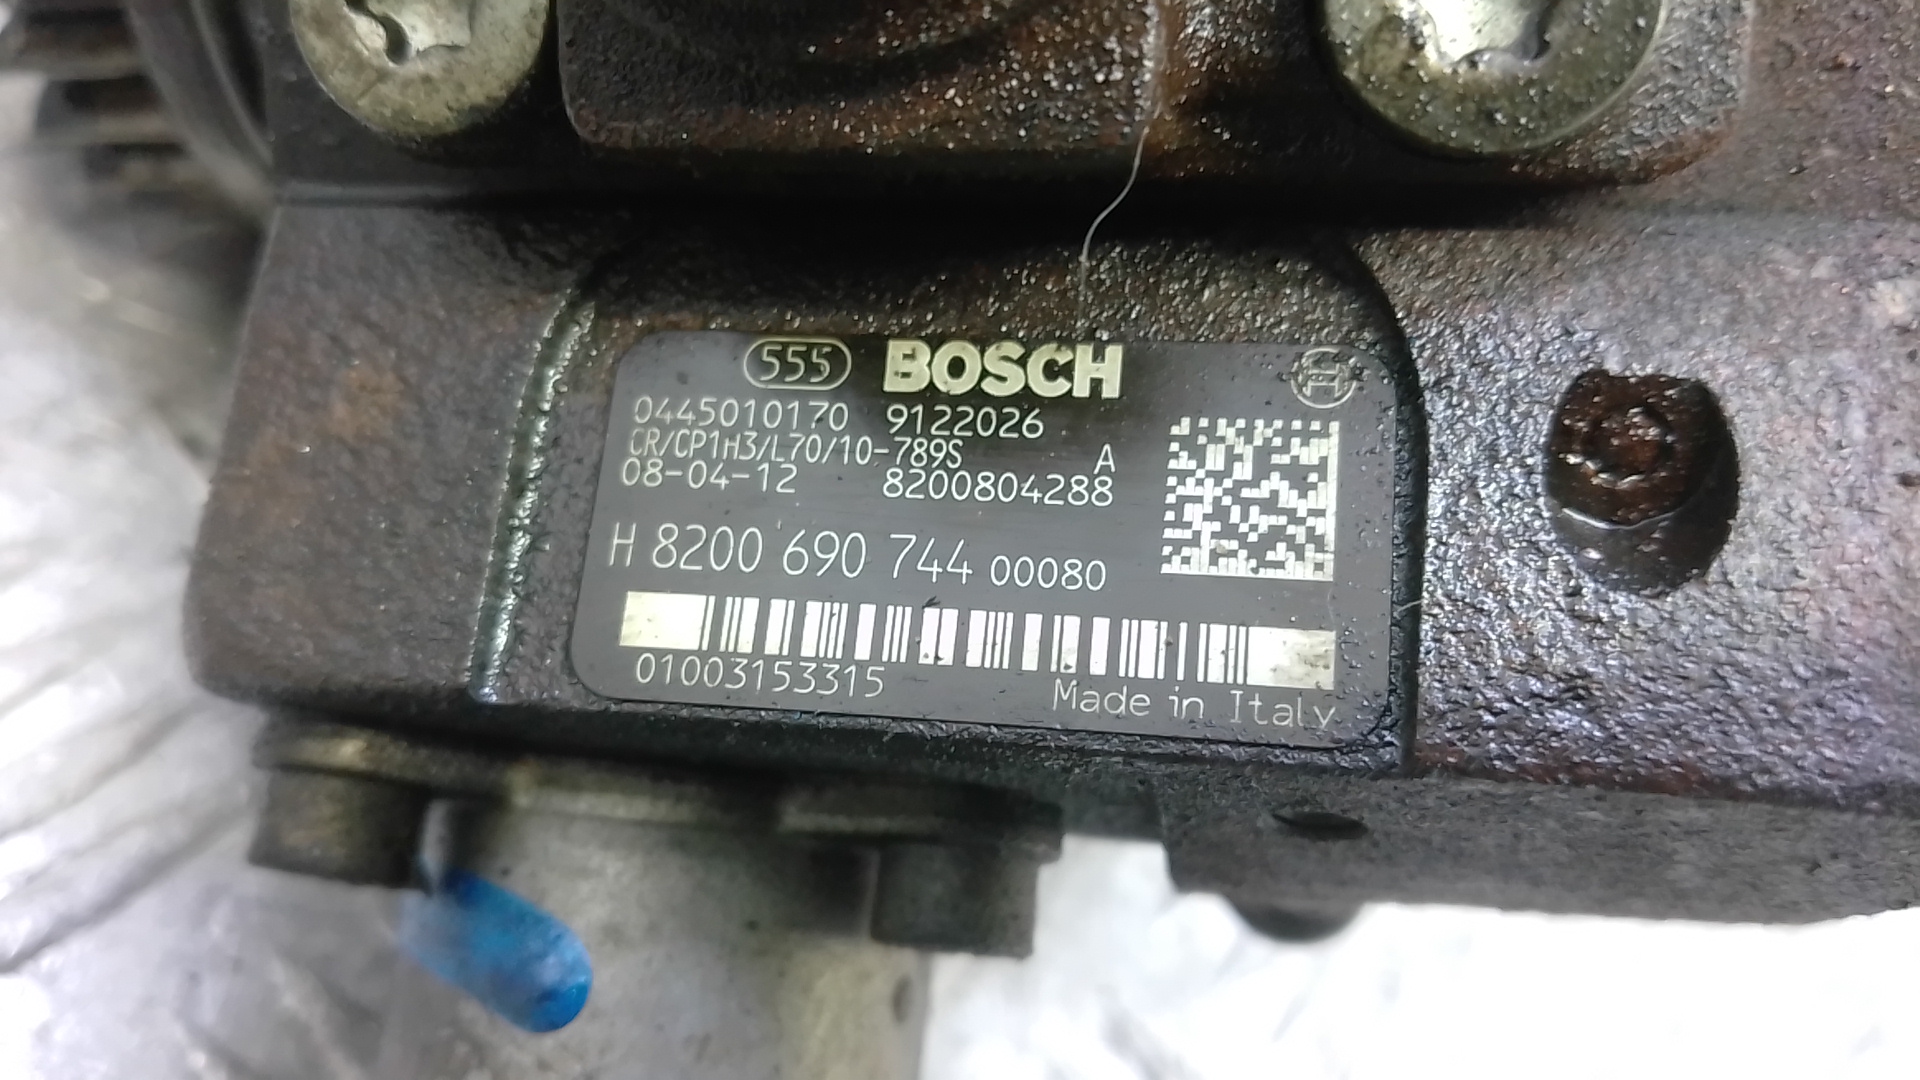 555 BOSCH
0445010170 9122026
CR/CP1H3/L70/10-789S A
08-04-12 8200804288
H 8200 690 744 00080
01003153315
Made in Italy